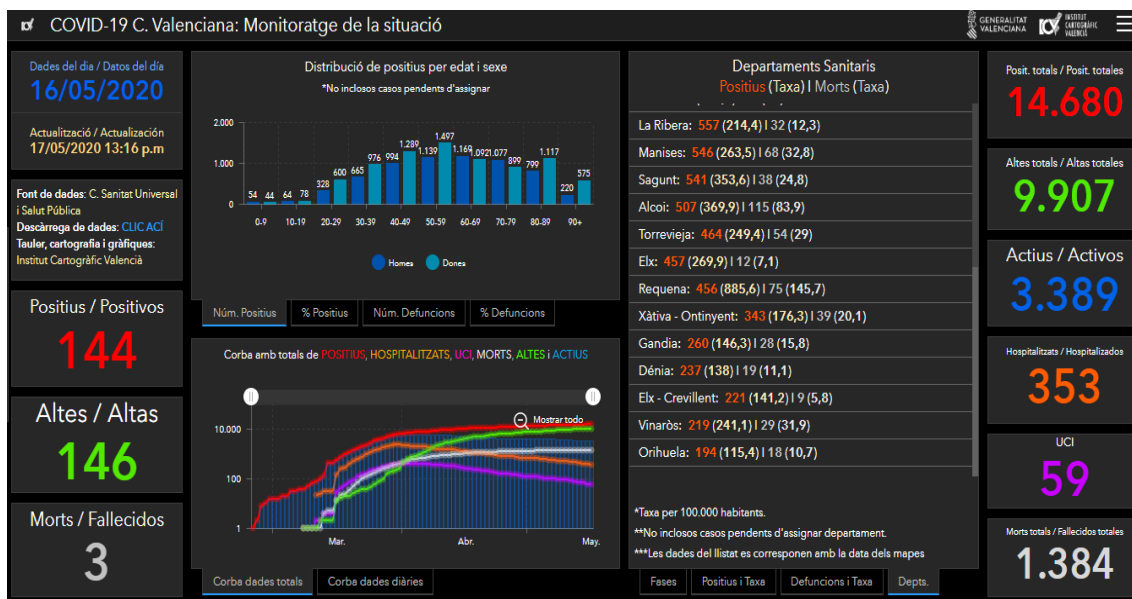 COVID-19 C. Valenciana: Monitoratge de la situació
GENERALITAT
VALENCIANA
INSTITUT
CARTOGRÀFIC
VALENCIÀ
Dades del dia / Datos del día
16/05/2020
Actualització / Actualización
17/05/2020 13:16 p.m
Font de dades: C. Sanitat Universal
i Salut Pública
Descàrrega de dades: CLIC ACÍ
Tauler, cartografia i gràfiques:
Institut Cartogràfic Valencià
Positius / Positivos
144
Altes / Altas
146
Morts / Fallecidos
3
Distribució de positius per edat i sexe
*No inclosos casos pendents d'assignar
2.000
1.000
0
54 44 64 78 328 600 665 976 994 1.289 1.139 1.497 1.169 1.092 1.077 899 799 1.117 220 575
0-9 10-19 20-29 30-39 40-49 50-59 60-69 70-79 80-89 90+
Homes Dones
Núm. Positius % Positius Núm. Defuncions % Defuncions
Corba amb totals de POSITIUS, HOSPITALITZATS, UCI, MORTS, ALTES i ACTIUS
Mostrar todo
10.000
100
1
Mar. Abr. May.
Corba dades totals Corba dades diàries
Departaments Sanitaris
Positius (Taxa) I Morts (Taxa)
La Ribera: 557 (214,4) I 32 (12,3)
Manises: 546 (263,5) I 68 (32,8)
Sagunt: 541 (353,6) I 38 (24,8)
Alcoi: 507 (369,9) I 115 (83,9)
Torrevieja: 464 (249,4) I 54 (29)
Elx: 457 (269,9) I 12 (7,1)
Requena: 456 (885,6) I 75 (145,7)
Xàtiva - Ontinyent: 343 (176,3) I 39 (20,1)
Gandia: 260 (146,3) I 28 (15,8)
Dénia: 237 (138) I 19 (11,1)
Elx - Crevillent: 221 (141,2) I 9 (5,8)
Vinaròs: 219 (241,1) I 29 (31,9)
Orihuela: 194 (115,4) I 18 (10,7)
*Taxa per 100.000 habitants.
**No inclosos casos pendents d'assignar departament.
***Les dades del llistat es corresponen amb la data dels mapes
Fases Positius i Taxa Defuncions i Taxa Depts.
Posit. totals / Posit. totales
14.680
Altes totals / Altas totales
9.907
Actius / Activos
3.389
Hospitalitzats / Hospitalizados
353
UCI
59
Morts totals / Fallecidos totales
1.384